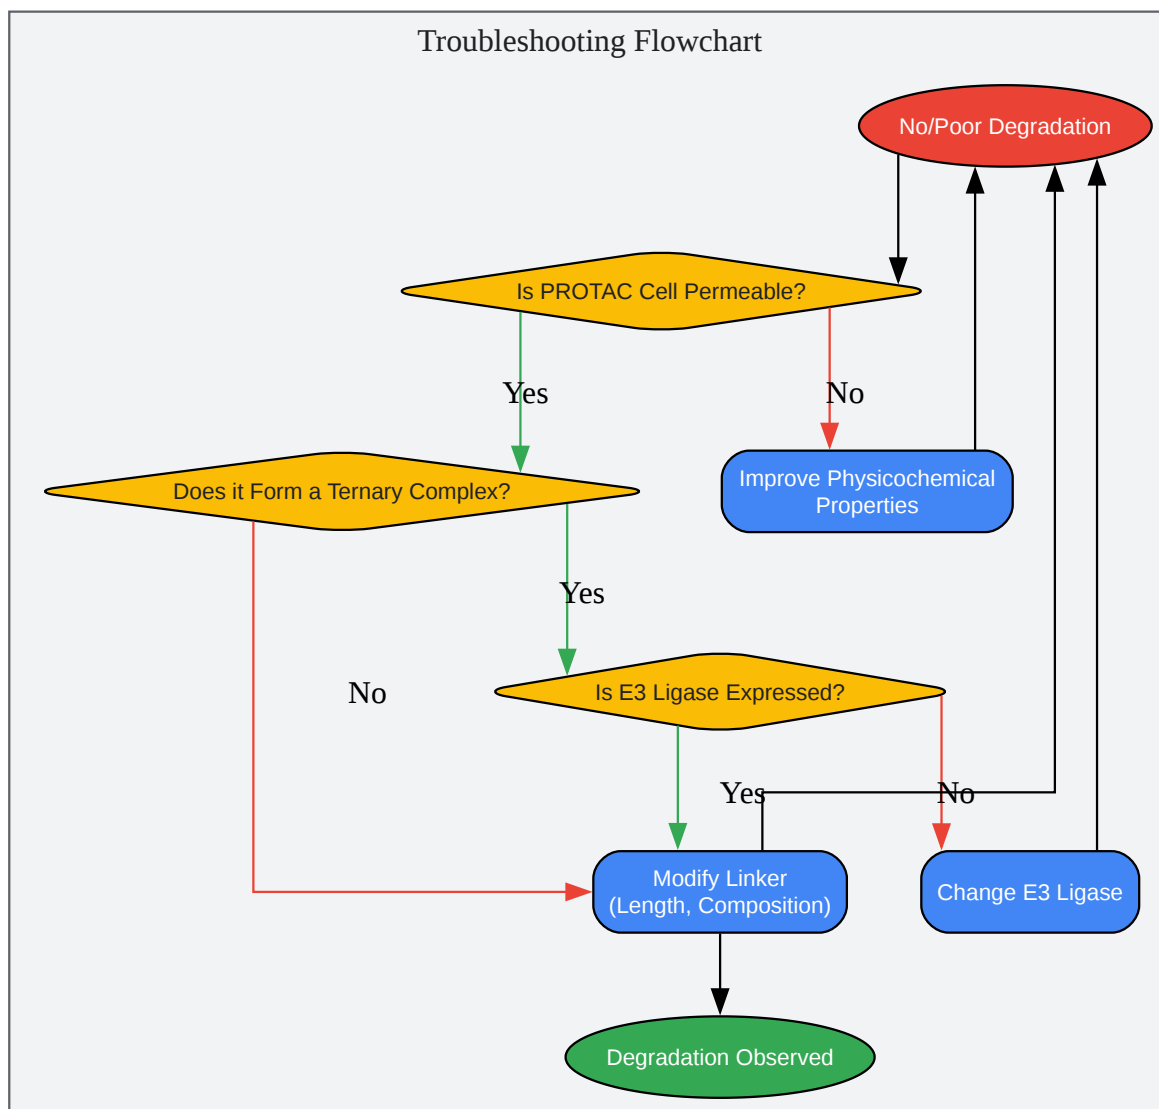 Troubleshooting Flowchart
No/Poor Degradation
Is PROTAC Cell Permeable?
Yes
No
Does it Form a Ternary Complex?
Improve Physicochemical
Properties
Yes
No
Is E3 Ligase Expressed?
Yes
No
Modify Linker
(Length, Composition)
Change E3 Ligase
Degradation Observed